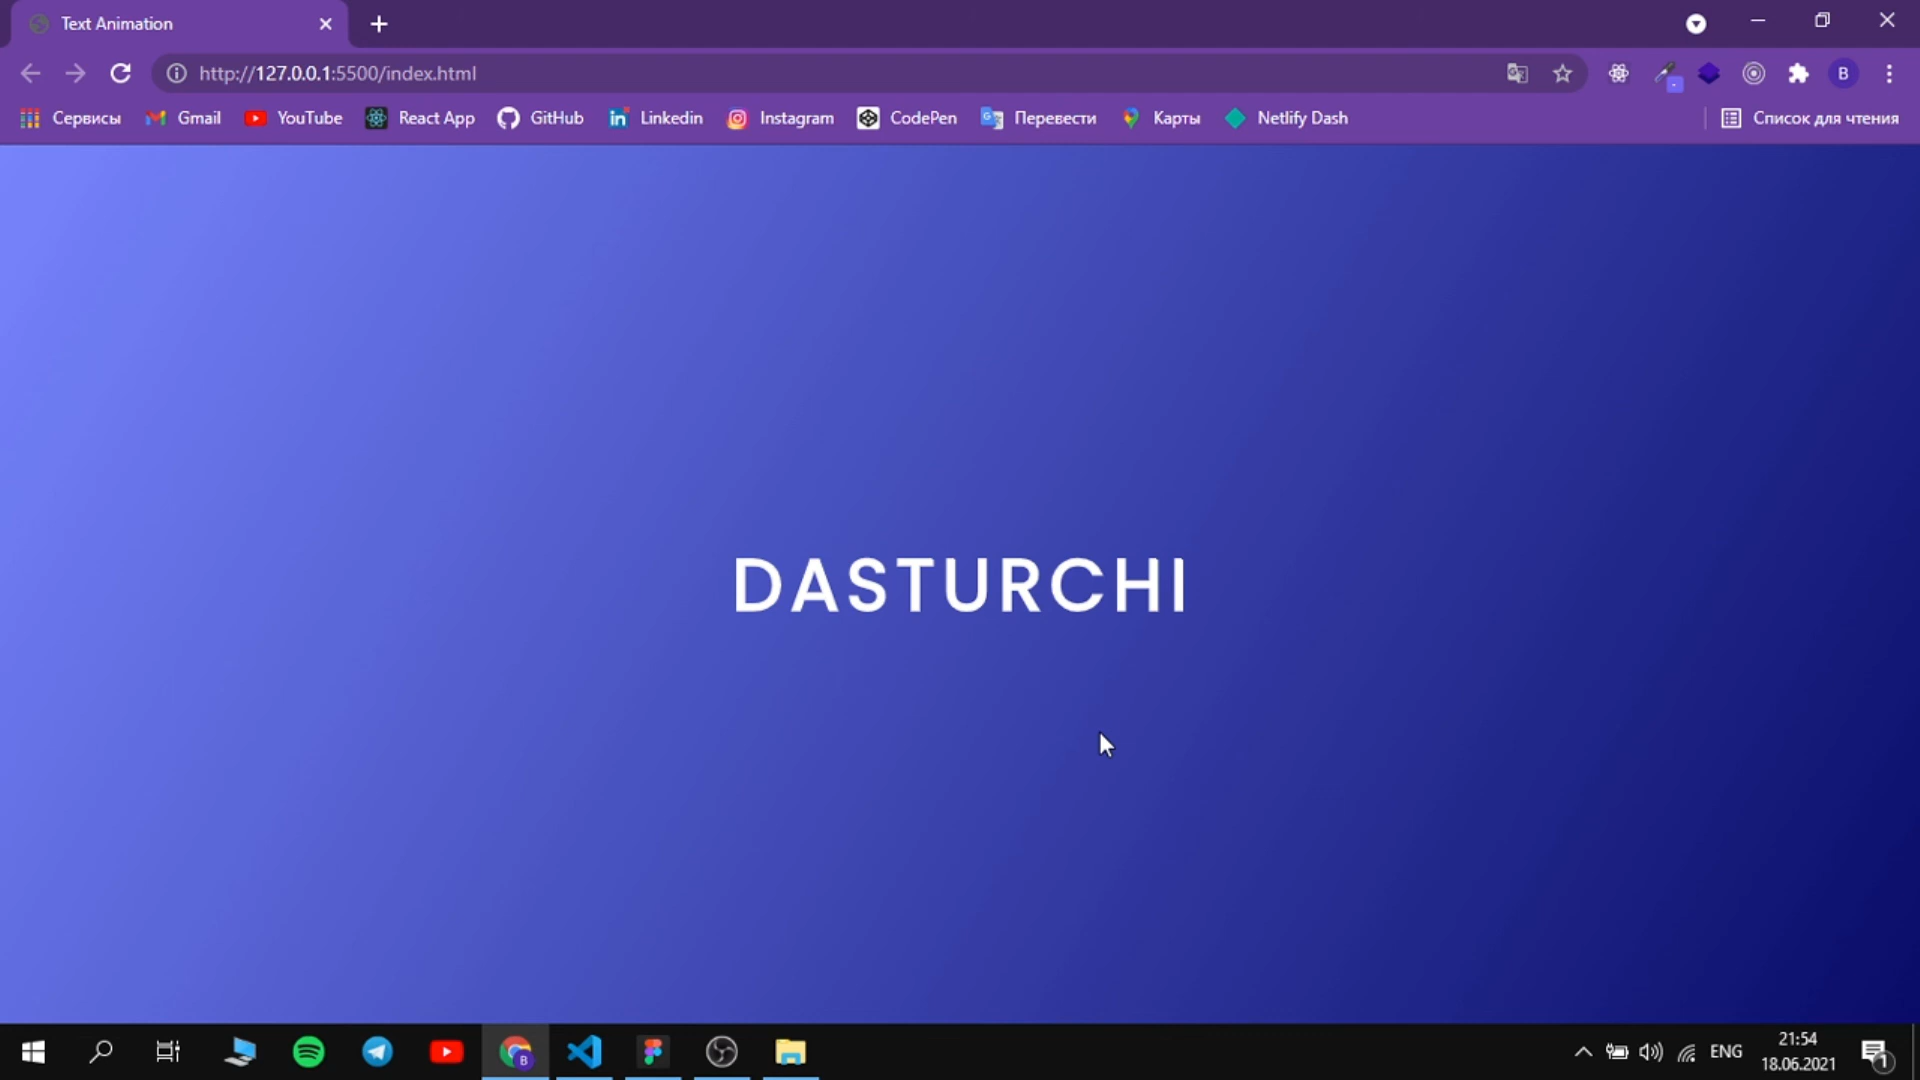 Text Animation
http://127.0.0.1:5500/index.html
B
Сервисы Gmail YouTube React App GitHub Linkedin Instagram CodePen Перевести Карты Netlify Dash Список для чтения
DASTURCHI
ENG
21:54
18.06.2021
1